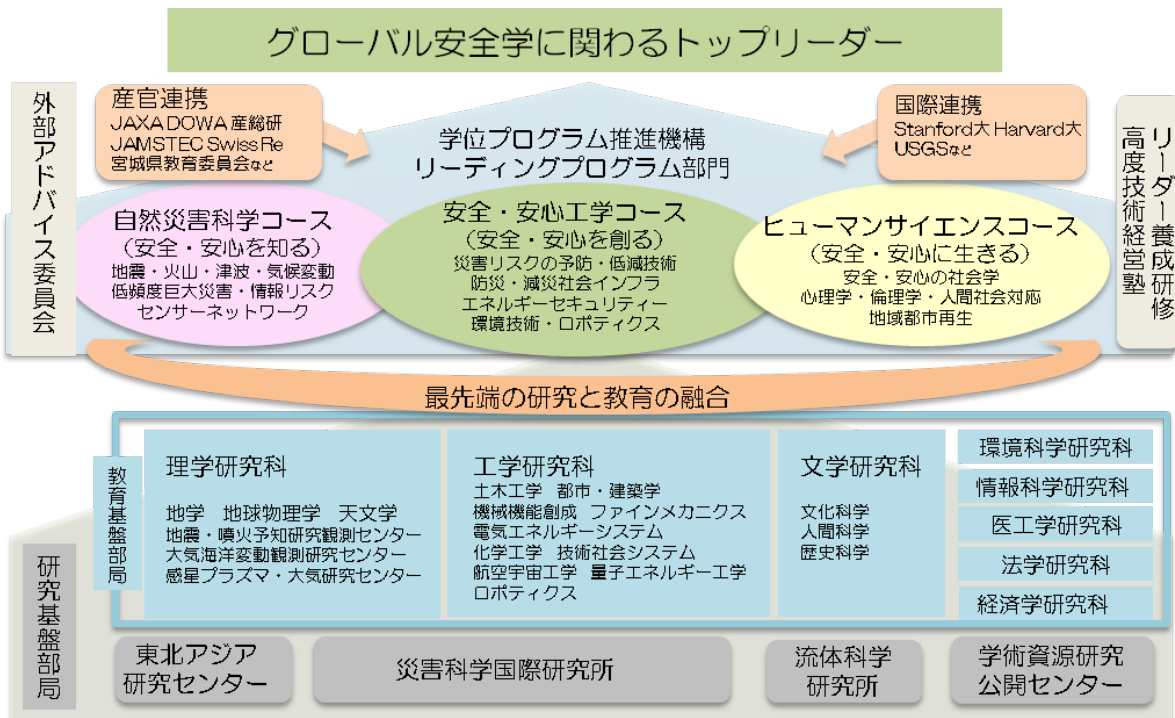 グローバル安全学に関わるトップリーダー
外部アドバイス委員会
産官連携
JAXA DOWA 産総研
JAMSTEC Swiss Re
宮城県教育委員会など
学位プログラム推進機構
リーディングプログラム部門
国際連携
Stanford大 Harvard大
USGSなど
リーダー養成研修
高度技術経営塾
自然災害科学コース
(安全・安心を知る)
地震・火山・津波・気候変動
低頻度巨大災害・情報リスク
センサーネットワーク
安全・安心工学コース
(安全・安心を創る)
災害リスクの予防・低減技術
防災・減災社会インフラ
エネルギーセキュリティー
環境技術・ロボティクス
ヒューマンサイエンスコース
(安全・安心に生きる)
安全・安心の社会学
心理学・倫理学・人間社会対応
地域都市再生
最先端の研究と教育の融合
教育基盤部局
理学研究科
地学 地球物理学 天文学
地震・噴火予知研究観測センター
大気海洋変動観測研究センター
惑星プラズマ・大気研究センター
工学研究科
土木工学 都市・建築学
機械機能創成 ファインメカニクス
電気エネルギーシステム
化学工学 技術社会システム
航空宇宙工学 量子エネルギー工学
ロボティクス
文学研究科
文化科学
人間科学
歴史科学
環境科学研究科
情報科学研究科
医工学研究科
法学研究科
経済学研究科
研究基盤部局
東北アジア
研究センター
災害科学国際研究所
流体科学
研究所
学術資源研究
公開センター